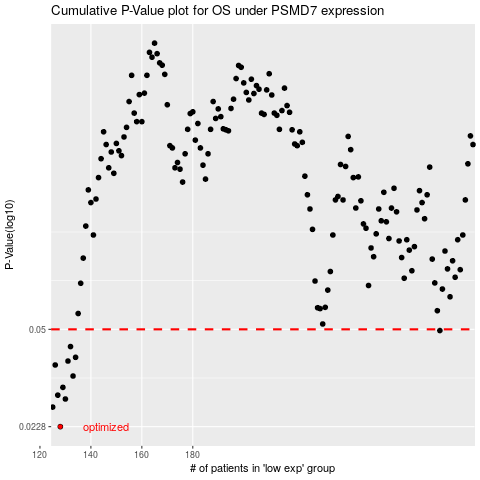 Cumulative P-Value plot for OS under PSMD7 expression
P-Value(log10)
0.05
0.0228
optimized
120 140 160 180
# of patients in 'low exp' group